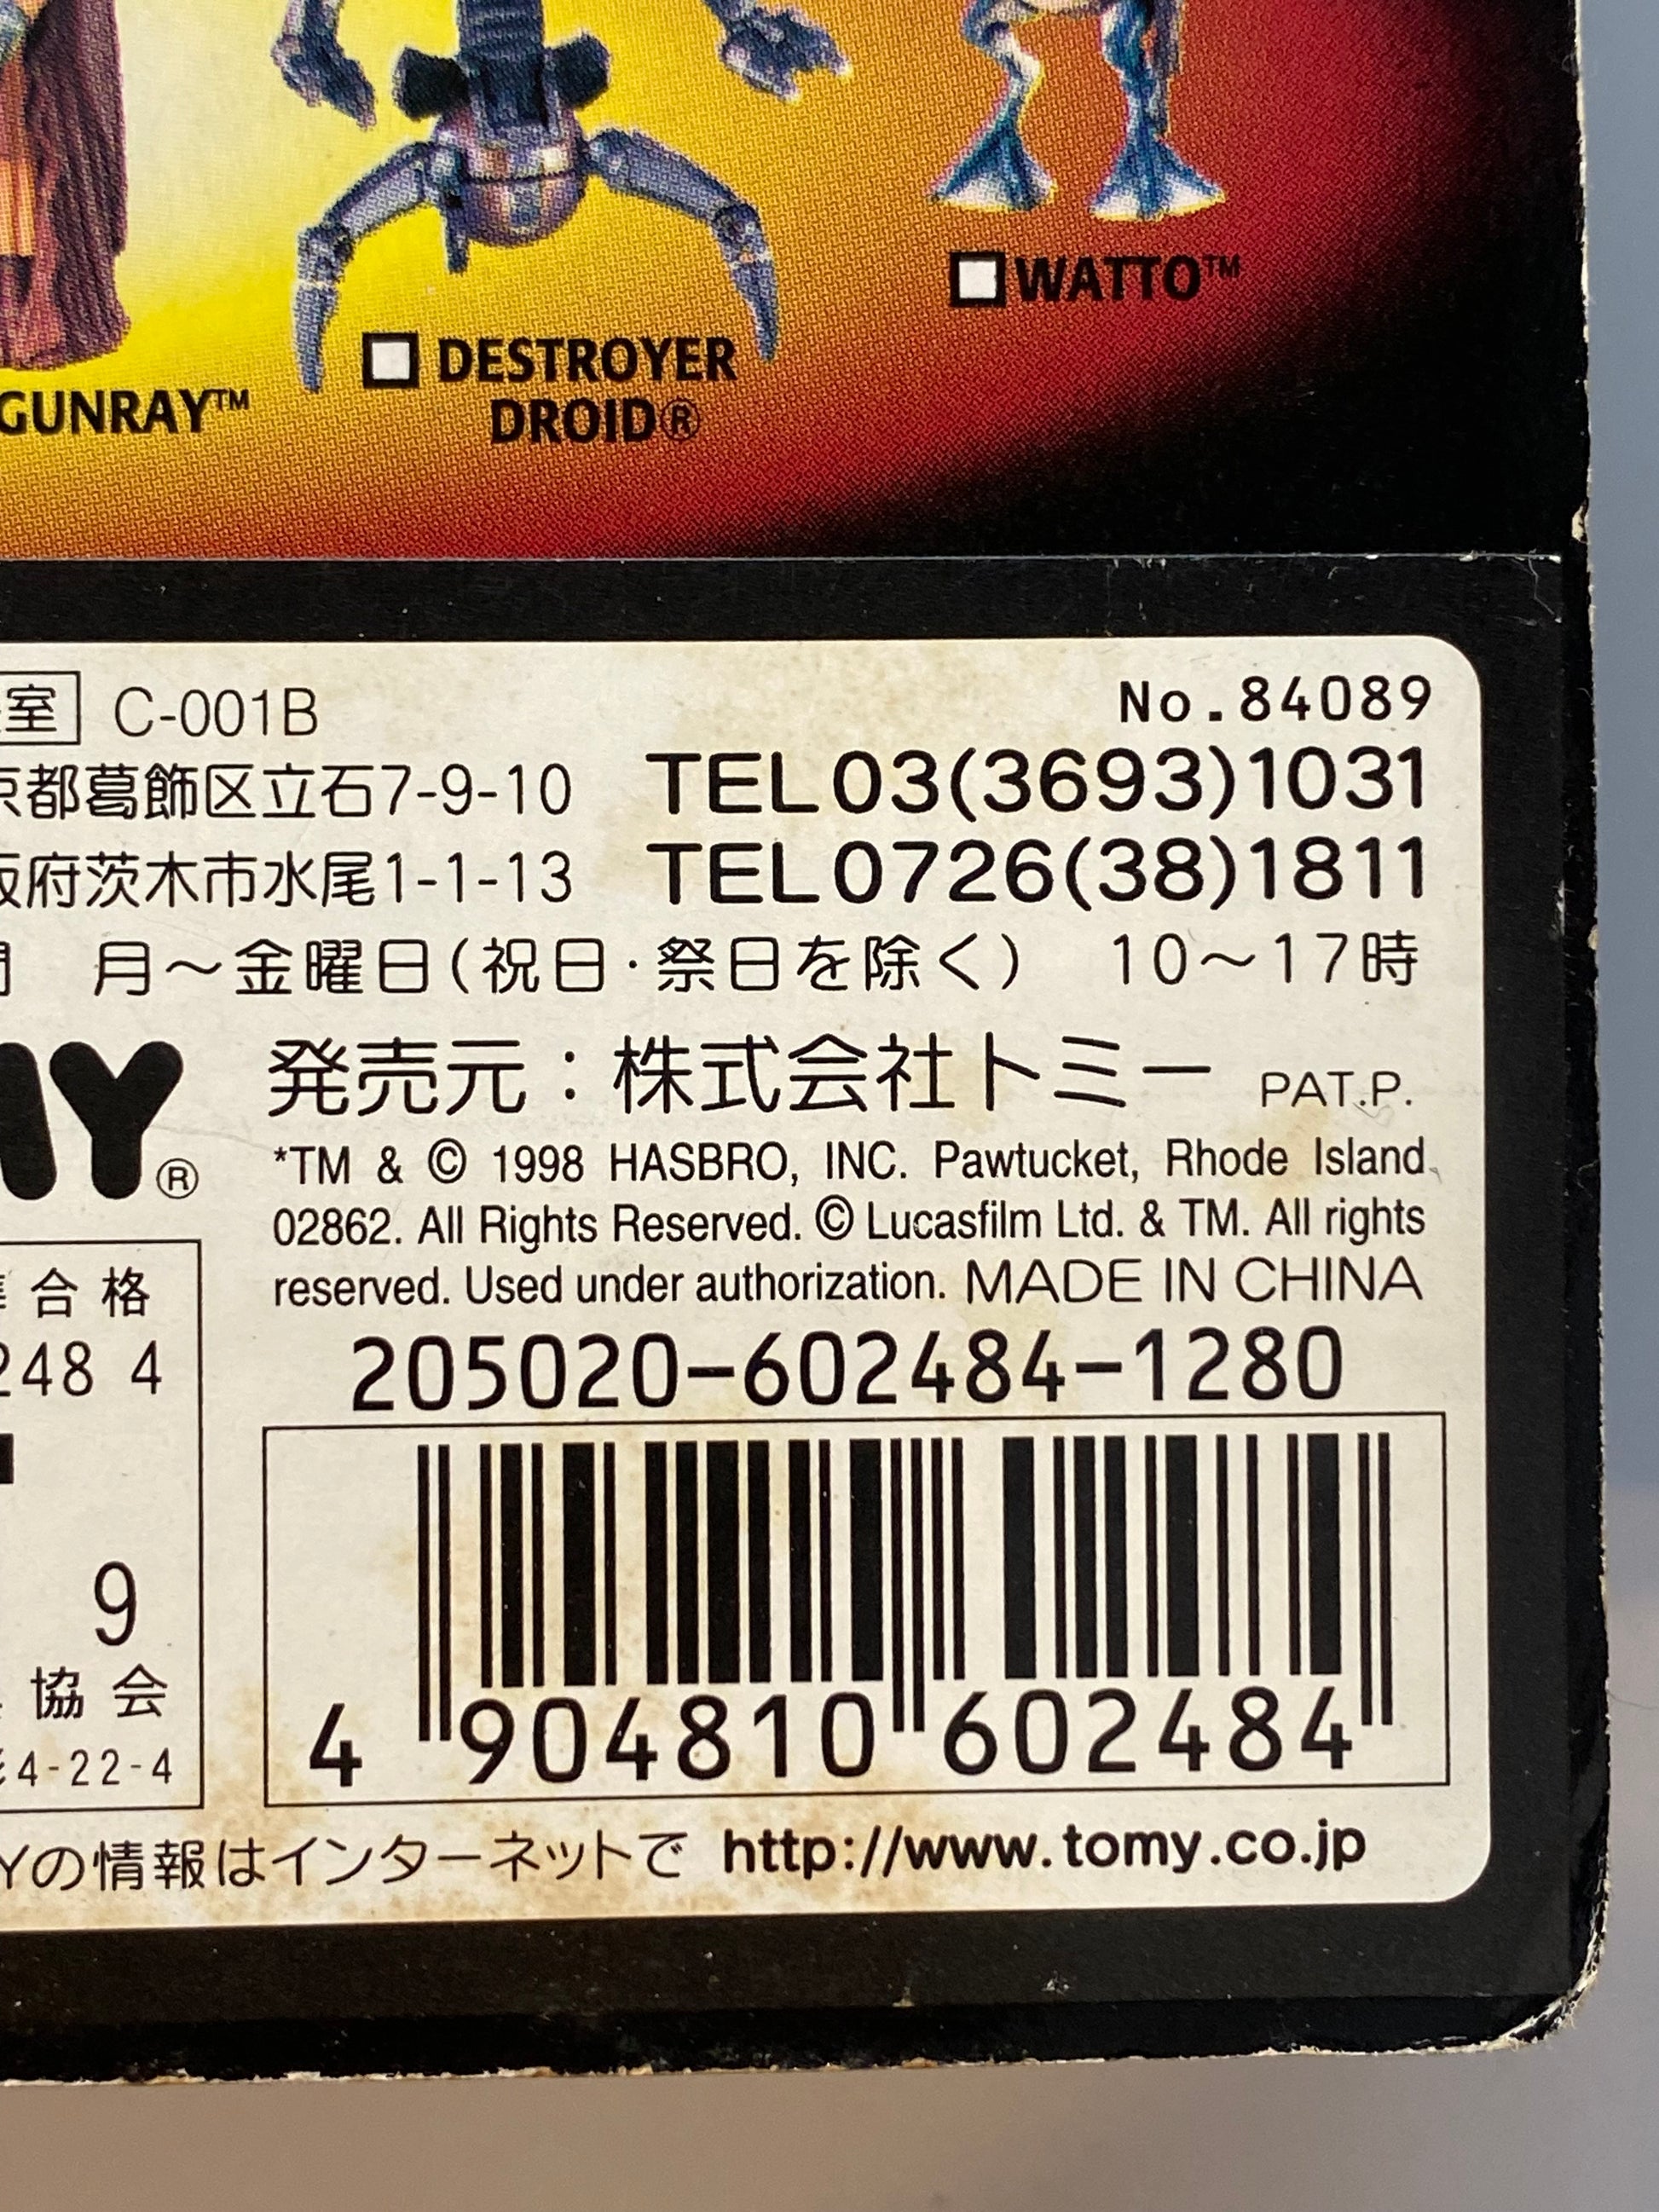 ☐WATTO™
☐ DESTROYER
DROID®
GUNRAY™
室 C-001B
No.84089
京都葛飾区立石7-9-10 TEL03(3693)1031
阪府茨木市水尾1-1-13 TEL0726(38)1811
間 月～金曜日(祝日・祭日を除く) 10～17時
MY®
発売元：株式会社トミー PAT.P.
*TM & © 1998 HASBRO, INC. Pawtucket, Rhode Island
02862. All Rights Reserved. © Lucasfilm Ltd. & TM. All rights
reserved. Used under authorization. MADE IN CHINA
205020-602484-1280
4 904810 602484
準合格
248 4
9
協会
4-22-4
Yの情報はインターネットで http://www.tomy.co.jp